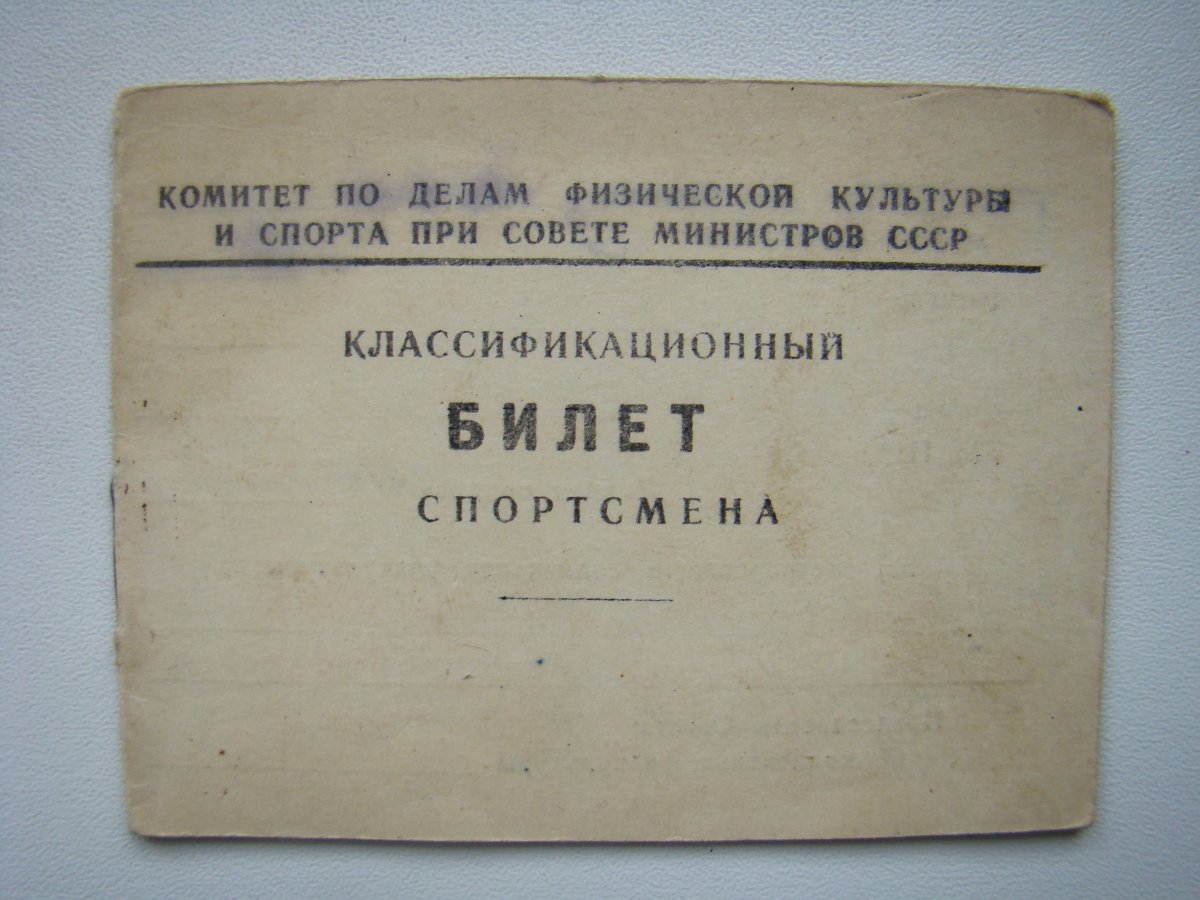 КОМИТЕТ ПО ДЕЛАМ ФИЗИЧЕСКОЙ КУЛЬТУРЫ
И СПОРТА ПРИ СОВЕТЕ МИНИСТРОВ СССР
КЛАССИФИКАЦИОННЫЙ
БИЛЕТ
СПОРТСМЕНА